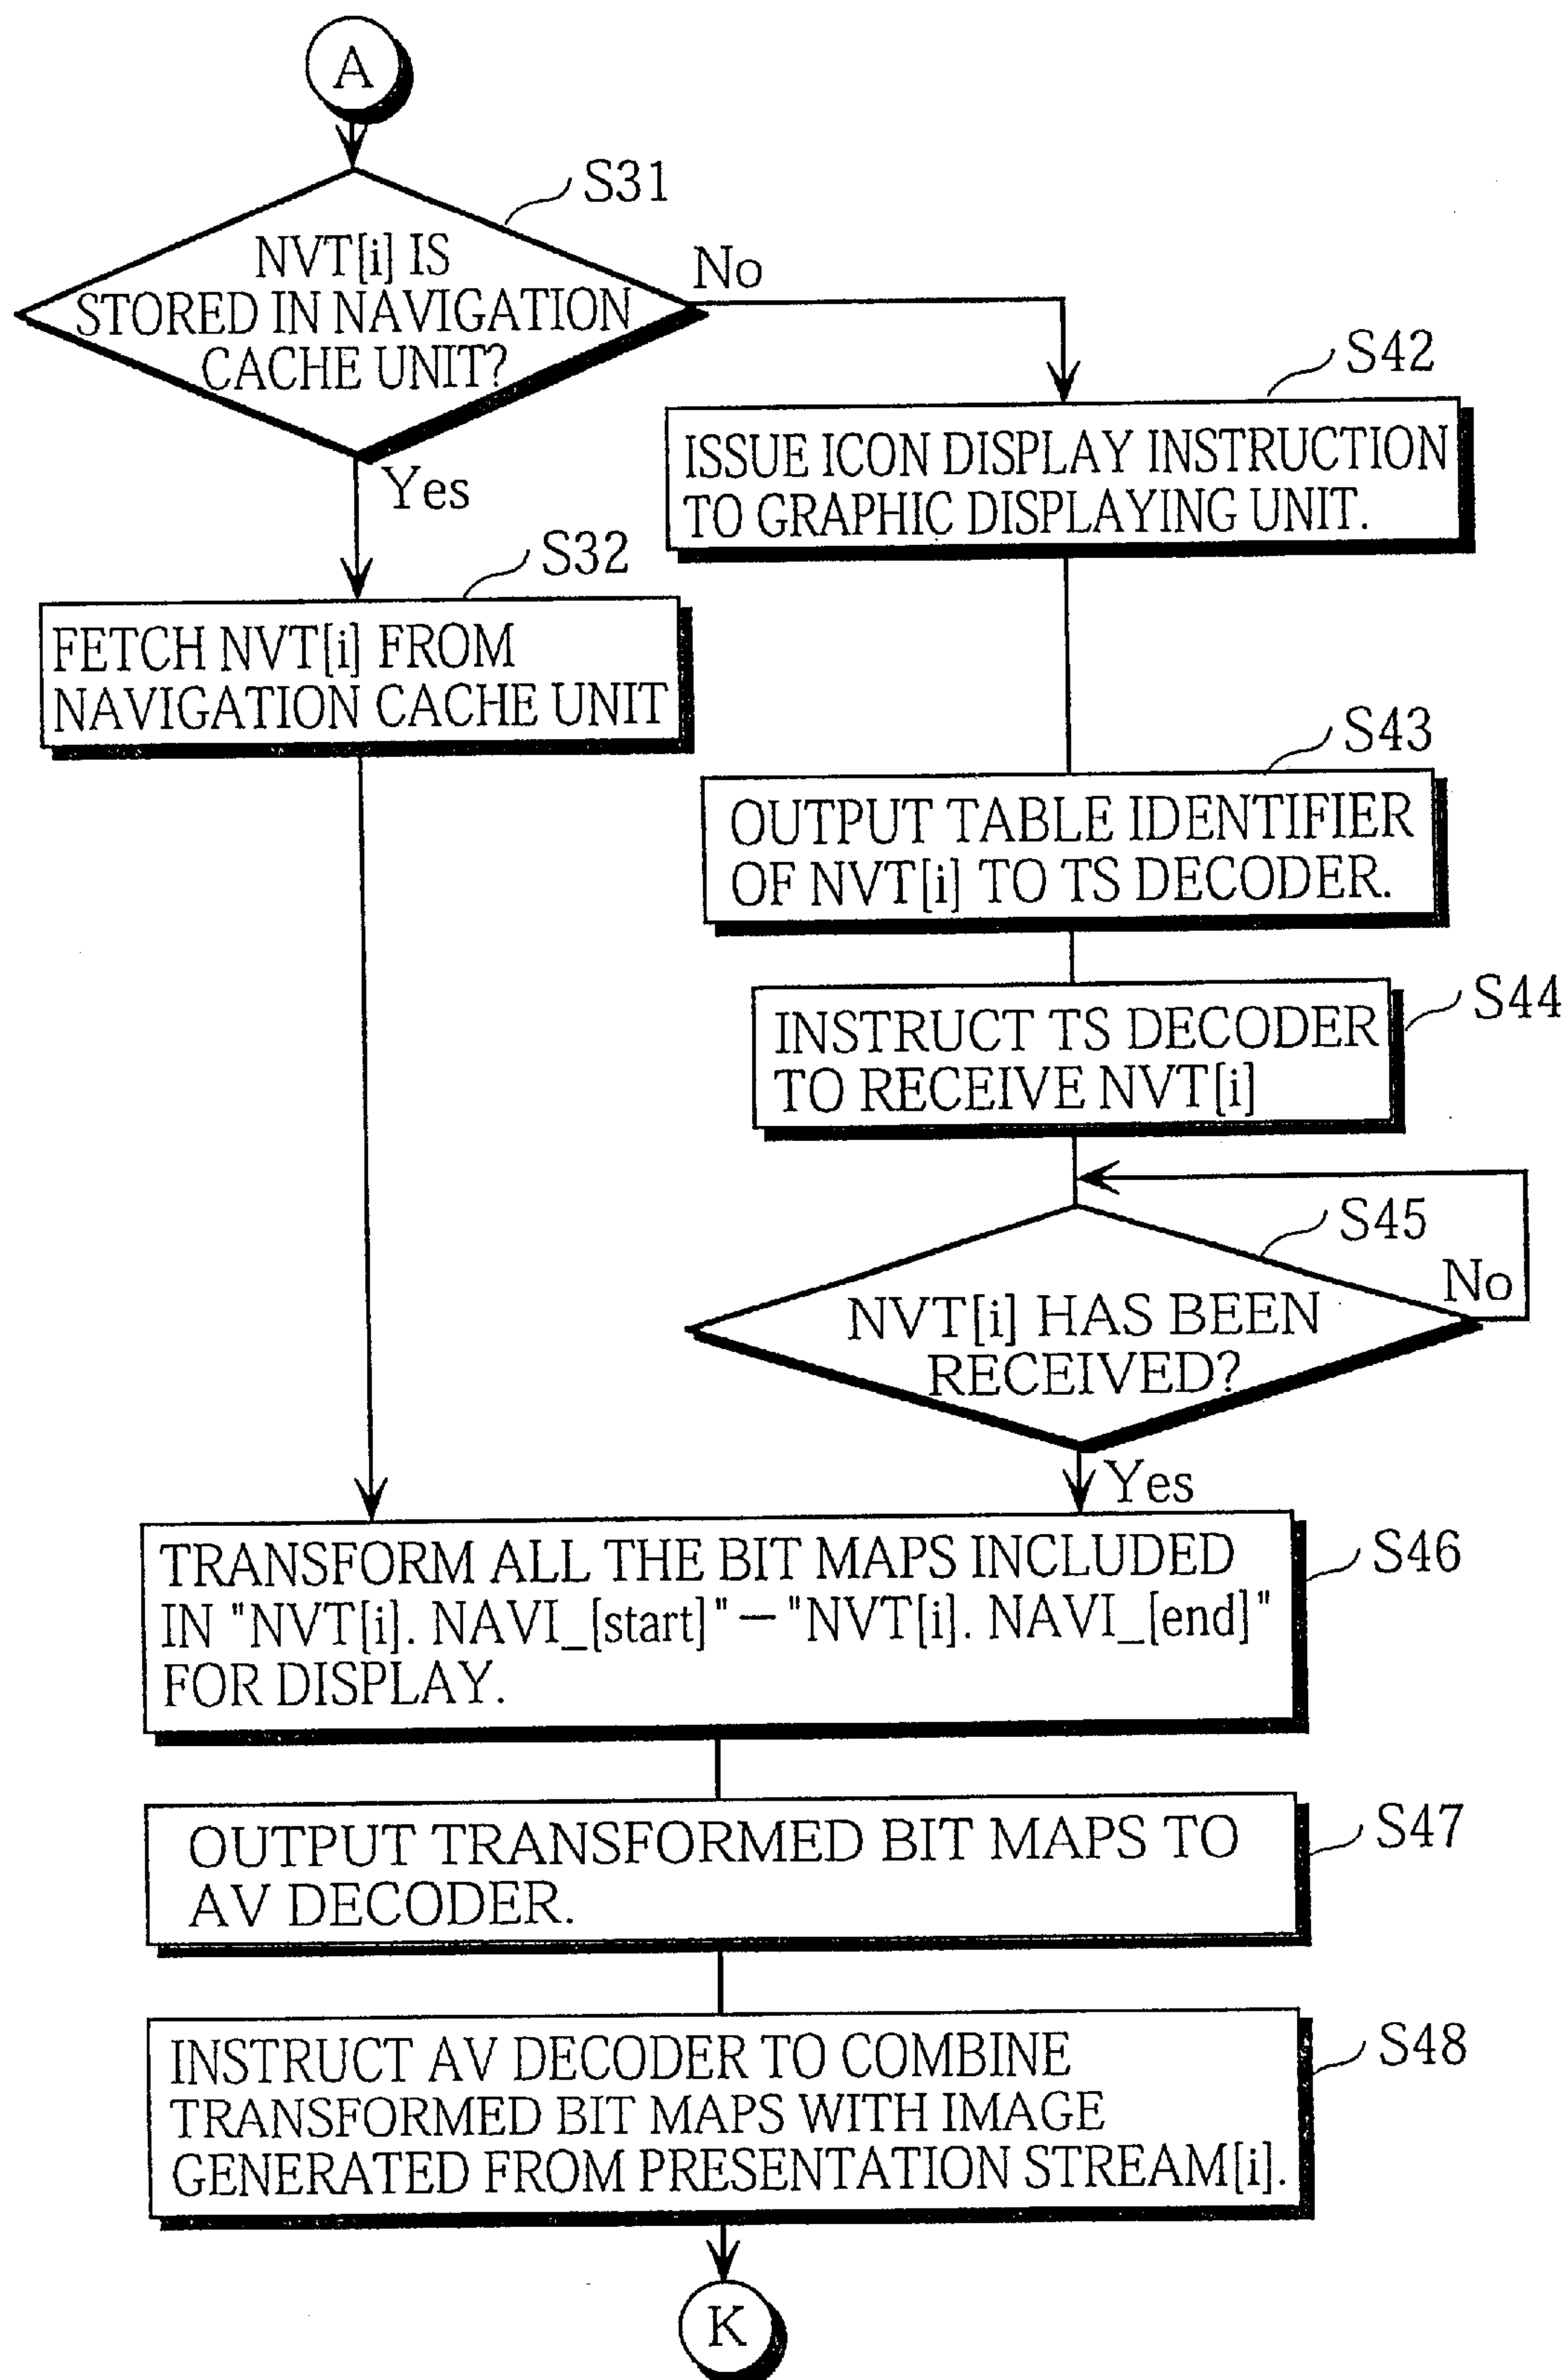 A
S31
NVT[i] IS
STORED IN NAVIGATION
CACHE UNIT?
No
Yes
S42
ISSUE ICON DISPLAY INSTRUCTION
TO GRAPHIC DISPLAYING UNIT.
S32
FETCH NVT[i] FROM
NAVIGATION CACHE UNIT
S43
OUTPUT TABLE IDENTIFIER
OF NVT[i] TO TS DECODER.
S44
INSTRUCT TS DECODER
TO RECEIVE NVT[i]
S45
No
NVT[i] HAS BEEN
RECEIVED?
Yes
S46
TRANSFORM ALL THE BIT MAPS INCLUDED
IN "NVT[i]. NAVI_[start]" — "NVT[i]. NAVI_[end]"
FOR DISPLAY.
S47
OUTPUT TRANSFORMED BIT MAPS TO
AV DECODER.
S48
INSTRUCT AV DECODER TO COMBINE
TRANSFORMED BIT MAPS WITH IMAGE
GENERATED FROM PRESENTATION STREAM[i].
K